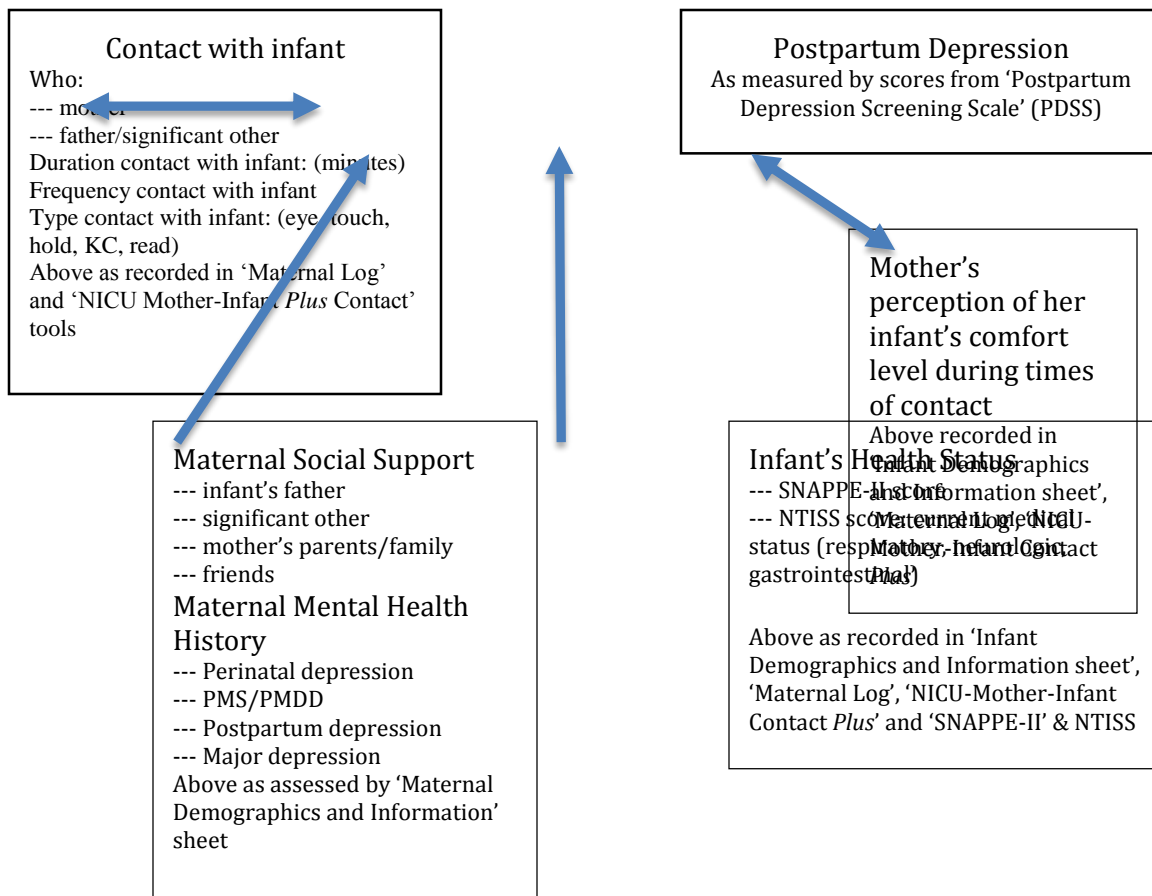 Contact with infant
Who:
--- mother
--- father/significant other
Duration contact with infant: (minutes)
Frequency contact with infant
Type contact with infant: (eye, touch,
hold, KC, read)
Above as recorded in ‘Maternal Log’
and ‘NICU Mother-Infant Plus Contact’
tools
Postpartum Depression
As measured by scores from ‘Postpartum
Depression Screening Scale’ (PDSS)
Mother’s
perception of her
infant’s comfort
level during times
of contact
Above recorded in
‘Infant Demographics
and Information sheet’,
‘Maternal Log’, ‘NICU-
Mother-Infant Contact
Plus’
Maternal Social Support
--- infant’s father
--- significant other
--- mother’s parents/family
--- friends
Maternal Mental Health
History
--- Perinatal depression
--- PMS/PMDD
--- Postpartum depression
--- Major depression
Above as assessed by ‘Maternal
Demographics and Information’
sheet
Infant’s Health Status
--- SNAPPE-II score
--- NTISS score: current medical
status (respiratory, neurologic,
gastrointestinal)
Above as recorded in ‘Infant
Demographics and Information sheet’,
‘Maternal Log’, ‘NICU-Mother-Infant
Contact Plus’ and ‘SNAPPE-II’ & NTISS